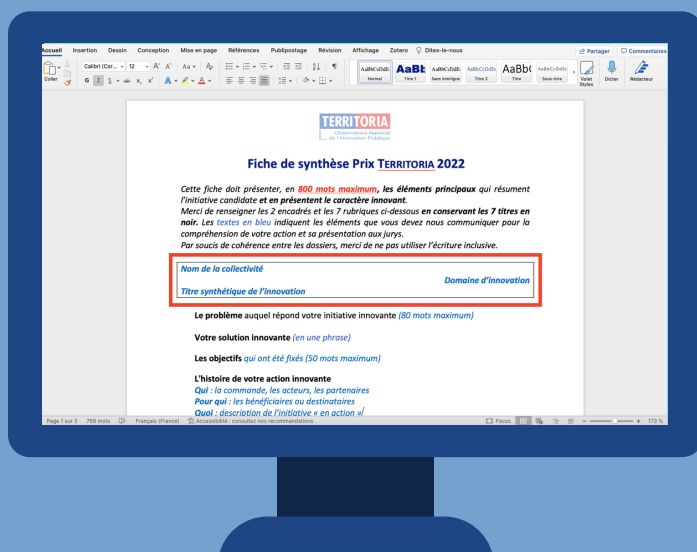 Accueil Insertion Dessin Conception Mise en page Références Publipostage Révision Affichage Zotero Dites-le-nous Partager Commentaires
Calibri (Cor... 12
Coller
G I S ab x, x'
AaBbCcDdE AaBb AaBbCcDdE AaBbCcDdE AaBb( AaBbCcDdE
Normal Titre 1 Sans interligne Titre 2 Titre Sous-titre
Volet Styles Dicter Rédacteur
TERRITORIA
Observatoire National
de l'Innovation Publique
Fiche de synthèse Prix TERRITORIA 2022
Cette fiche doit présenter, en 800 mots maximum, les éléments principaux qui résument
l'initiative candidate et en présentent le caractère innovant.
Merci de renseigner les 2 encadrés et les 7 rubriques ci-dessous en conservant les 7 titres en
noir. Les textes en bleu indiquent les éléments que vous devez nous communiquer pour la
compréhension de votre action et sa présentation aux jurys.
Par soucis de cohérence entre les dossiers, merci de ne pas utiliser l'écriture inclusive.
Nom de la collectivité
Domaine d'innovation
Titre synthétique de l'innovation
Le problème auquel répond votre initiative innovante (80 mots maximum)
Votre solution innovante (en une phrase)
Les objectifs qui ont été fixés (50 mots maximum)
L'histoire de votre action innovante
Qui : la commande, les acteurs, les partenaires
Pour qui : les bénéficiaires ou destinataires
Quoi : description de l'initiative « en action »
Page 1 sur 3 768 mots Français (France) Accessibilité : consultez nos recommandations Focus 173 %